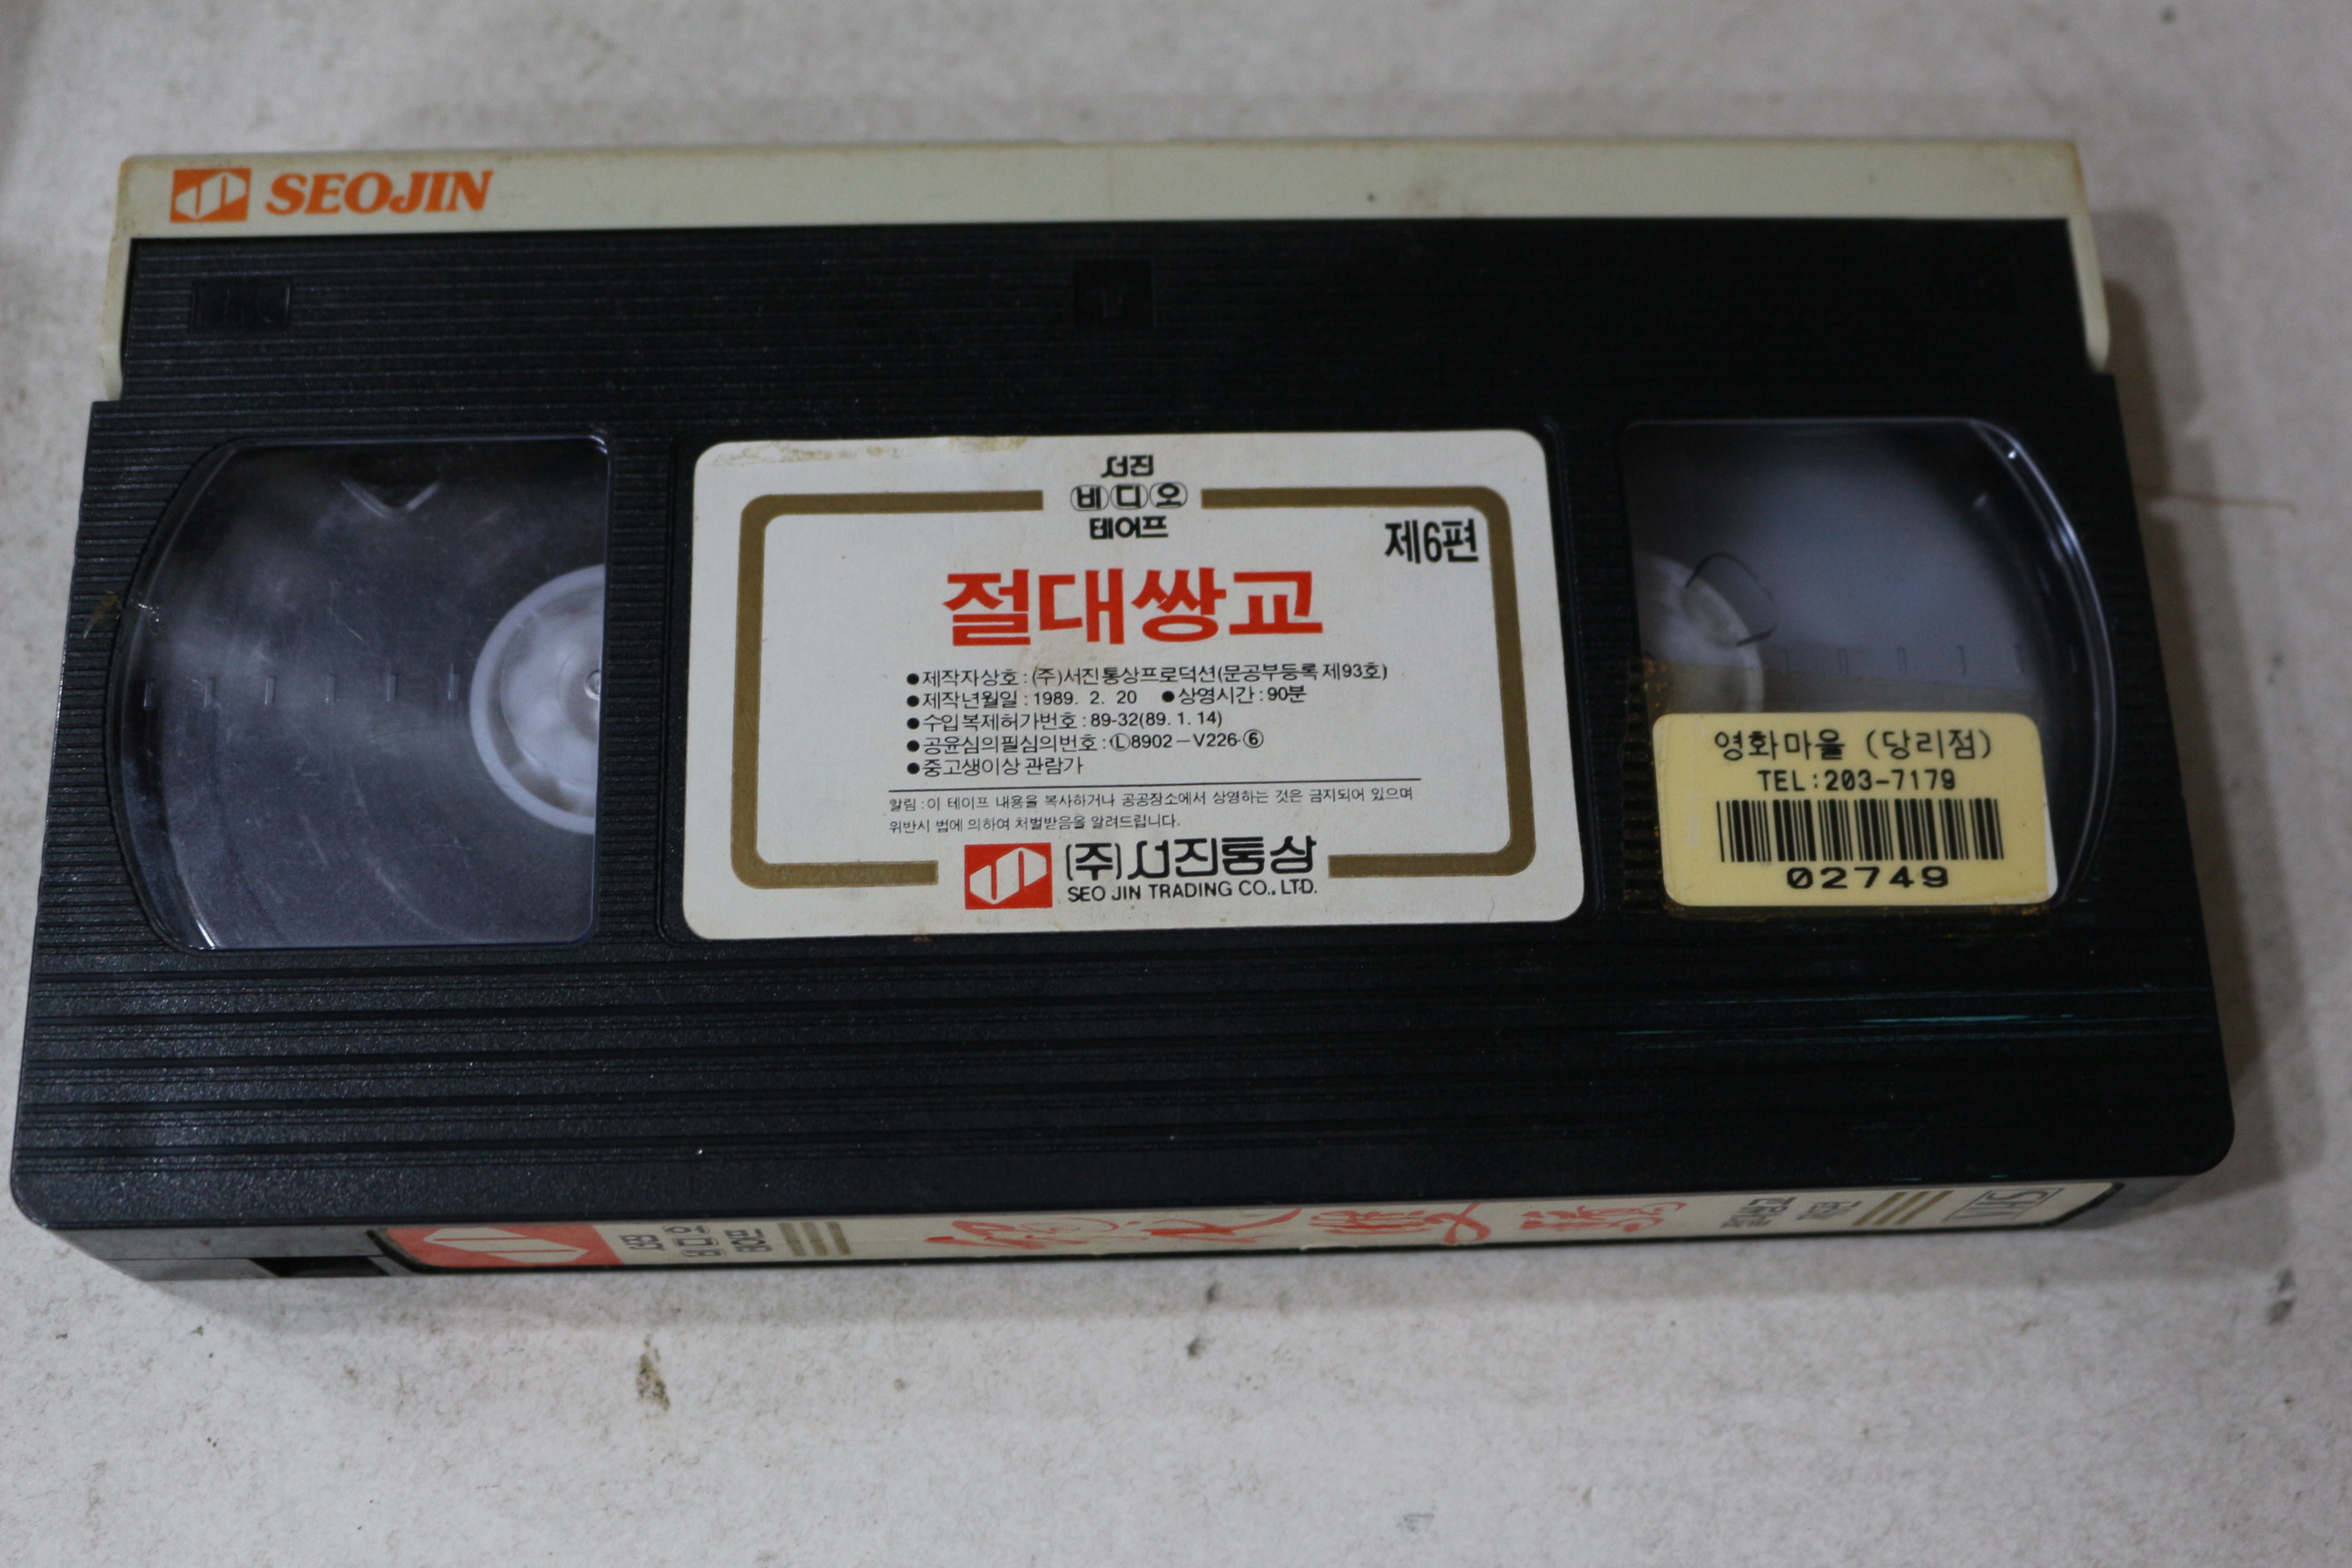 SEOJIN
서진
비디오
테이프
제6편
절대쌍교
●제작자상호 : (주)서진통상프로덕션(문공부등록 제93호)
●제작년월일 : 1989. 2. 20 ●상영시간 : 90분
●수입복제허가번호 : 89-32(89. 1. 14)
●공윤심의필심의번호 : Ⓛ8902-V226-⑥
●중고생이상 관람가
알림 : 이 테이프 내용을 복사하거나 공공장소에서 상영하는 것은 금지되어 있으며
위반시 법에 의하여 처벌받음을 알려드립니다.
(주)서진통상
SEO JIN TRADING CO., LTD.
영화마을 (당리점)
TEL:203-7179
02749